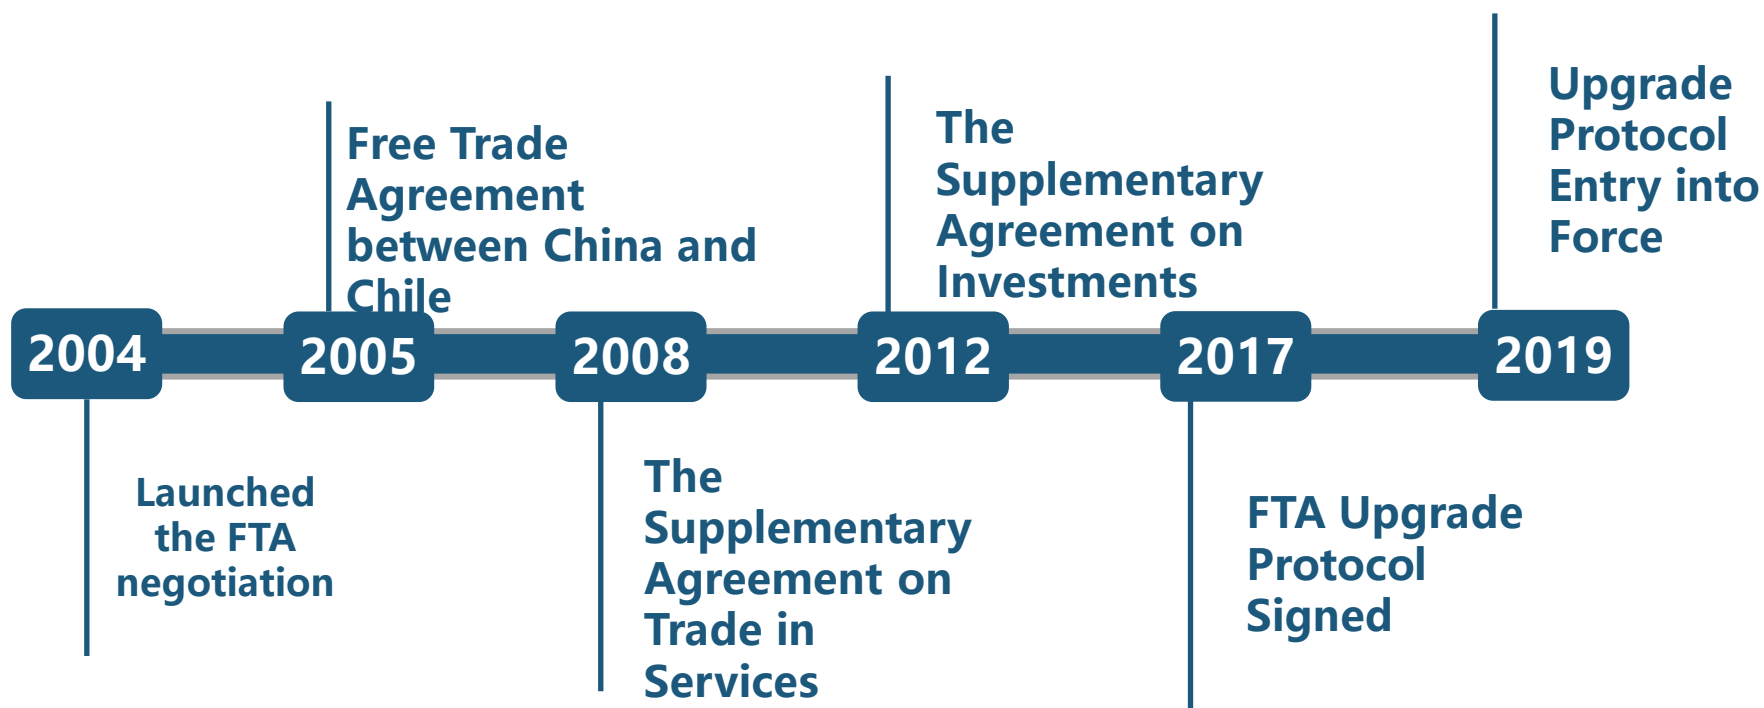 2004
Launched
the FTA
negotiation
2005
Free Trade
Agreement
between China and
Chile
2008
The
Supplementary
Agreement on
Trade in
Services
2012
The
Supplementary
Agreement on
Investments
2017
FTA Upgrade
Protocol
Signed
2019
Upgrade
Protocol
Entry into
Force